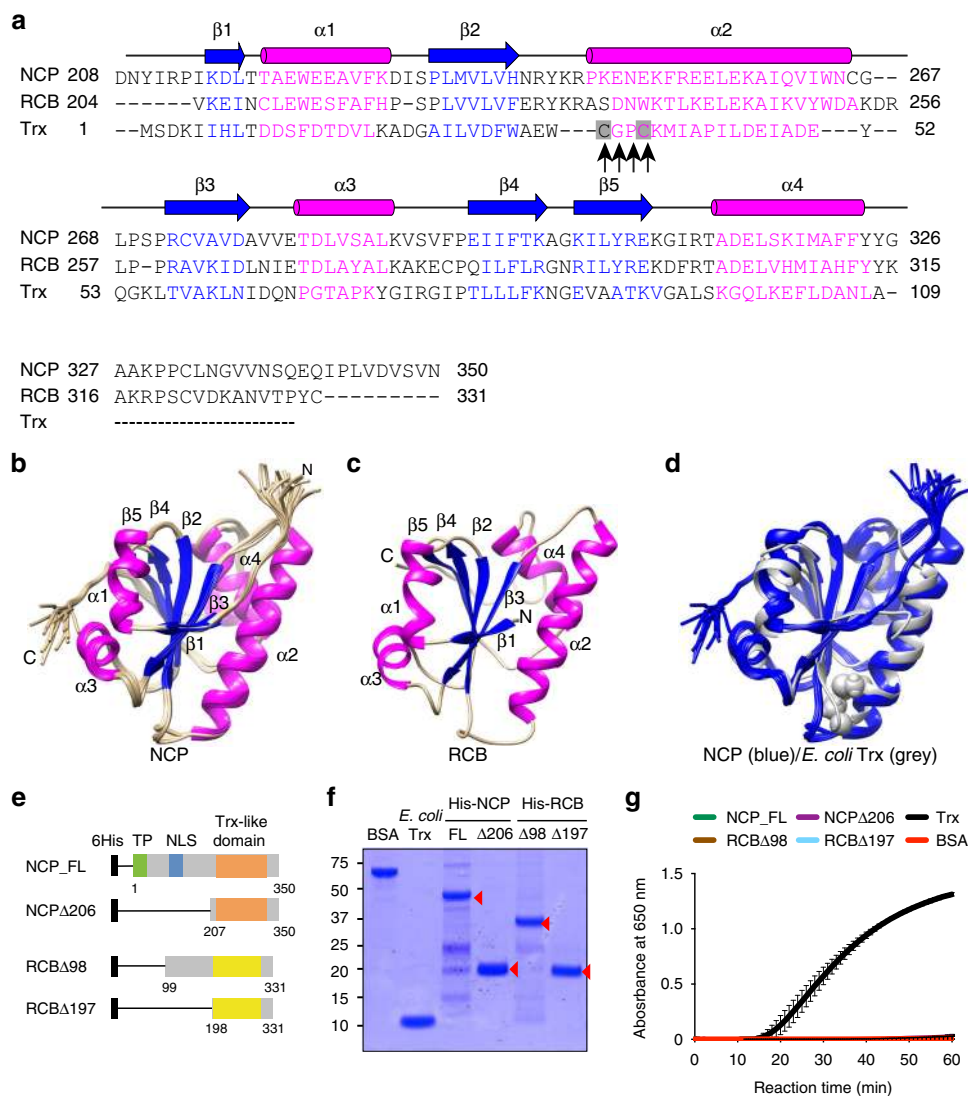 a
β1 α1 β2 α2
NCP 208 DNYIRPIKDLTTAEWEEAVFKDISPLMVLVHNRYKRPKENEKFREELEKAIQVIWNCG-- 267
RCB 204 ------VKEINCLEWESFAFHP-SPLVVLVFERYKRASDNWKTLKELEKAIKVYWDAKDR 256
Trx 1 --MSDKIIHLTDDSFDTDVLKADGAILVDFWAEW---CGPCKMIAPILDEIADE---Y-- 52
β3 α3 β4 β5 α4
NCP 268 LPSPRCVAVDAVVETDLVSALKVSVFPEIIFTKAGKILYREKGIRTADELSKIMAFFYYG 326
RCB 257 LP-PRAVKIDLNIETDLAYALKAKECPQILFLRGNRILYREKDFRTADELVHMIAHFYYK 315
Trx 53 QGKLTVAKLNIDQNPGTAPKYGIRGIPTLLLFKNGEVAATKVGALSKGQLKEFLDANLA- 109
NCP 327 AAKPPCLNGVVNSQEQIPLVDVSVN 350
RCB 316 AKRPSCVDKANVTPYC--------- 331
Trx -------------------------
b
N
β5 β4 β2
α4
α1
β3
β1
C
α3
α2
NCP
c
β5 β4 β2
C
α4
α1
β3
N
β1
α3
α2
RCB
d
NCP (blue)/E. coli Trx (grey)
e
6His TP NLS Trx-like domain
NCP_FL
1 350
NCPΔ206
207 350
RCBΔ98
99 331
RCBΔ197
198 331
f
E. coli His-NCP His-RCB
BSA Trx FL Δ206 Δ98 Δ197
75
50
37
25
20
15
10
g
NCP_FL NCPΔ206 Trx
RCBΔ98 RCBΔ197 BSA
Abosrbance at 650 nm
1.5
1.0
0.5
0
0 10 20 30 40 50 60
Reaction time (min)